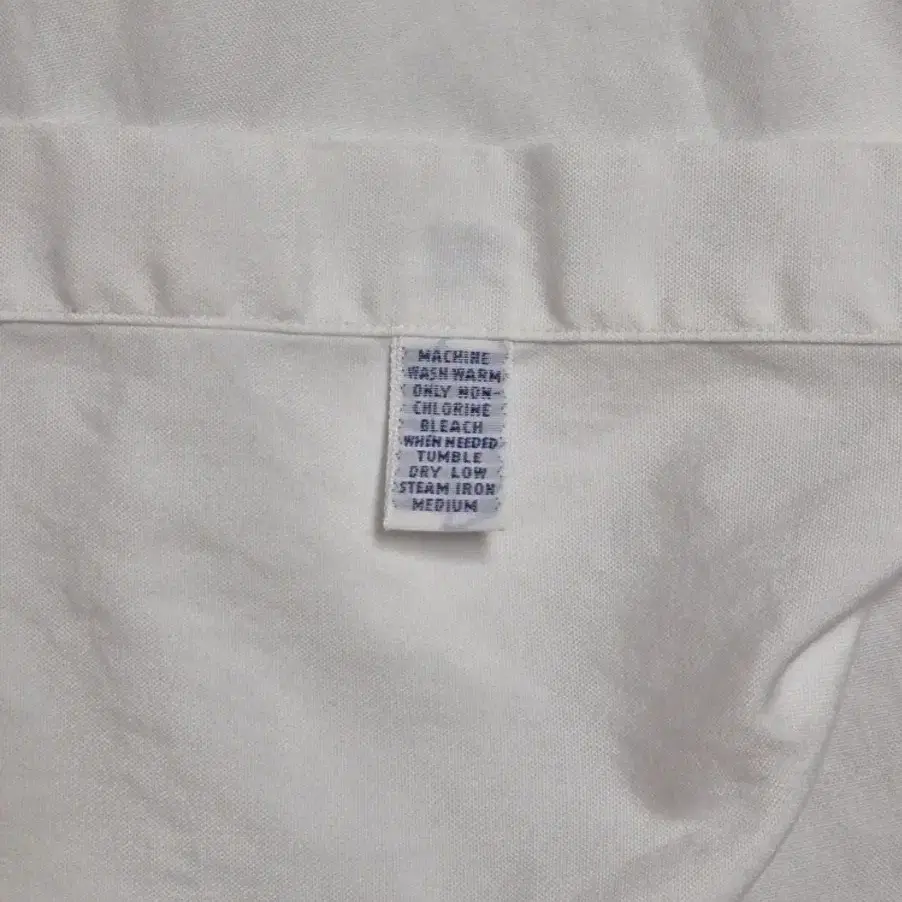 MACHINE
WASH WARM
ONLY NON-
CHLORINE
BLEACH
WHEN NEEDED
TUMBLE
DRY LOW
STEAM IRON
MEDIUM